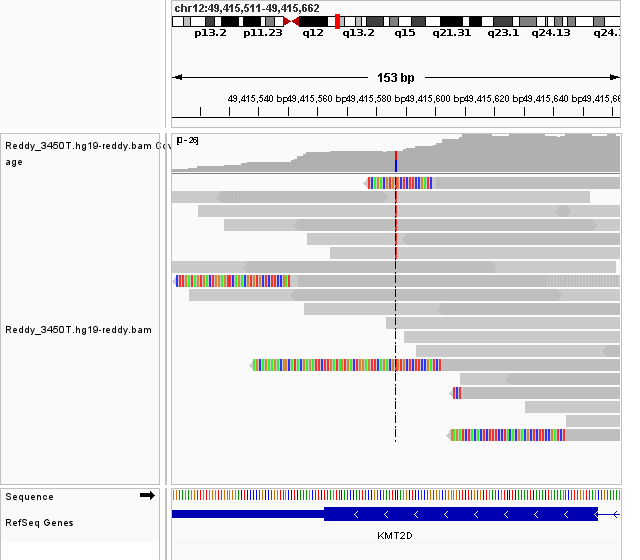 chr12:49,415,511-49,415,662
p13.2 p11.23 q12 q13.2 q15 q21.31 q23.1 q24.13 q24.
153 bp
49,415,540 bp 49,415,560 bp 49,415,580 bp 49,415,600 bp 49,415,620 bp 49,415,640 bp 49,415,66
Reddy_3450T.hg19-reddy.bam Cov
age
[0-26]
Reddy_3450T.hg19-reddy.bam
Sequence
RefSeq Genes
KMT2D